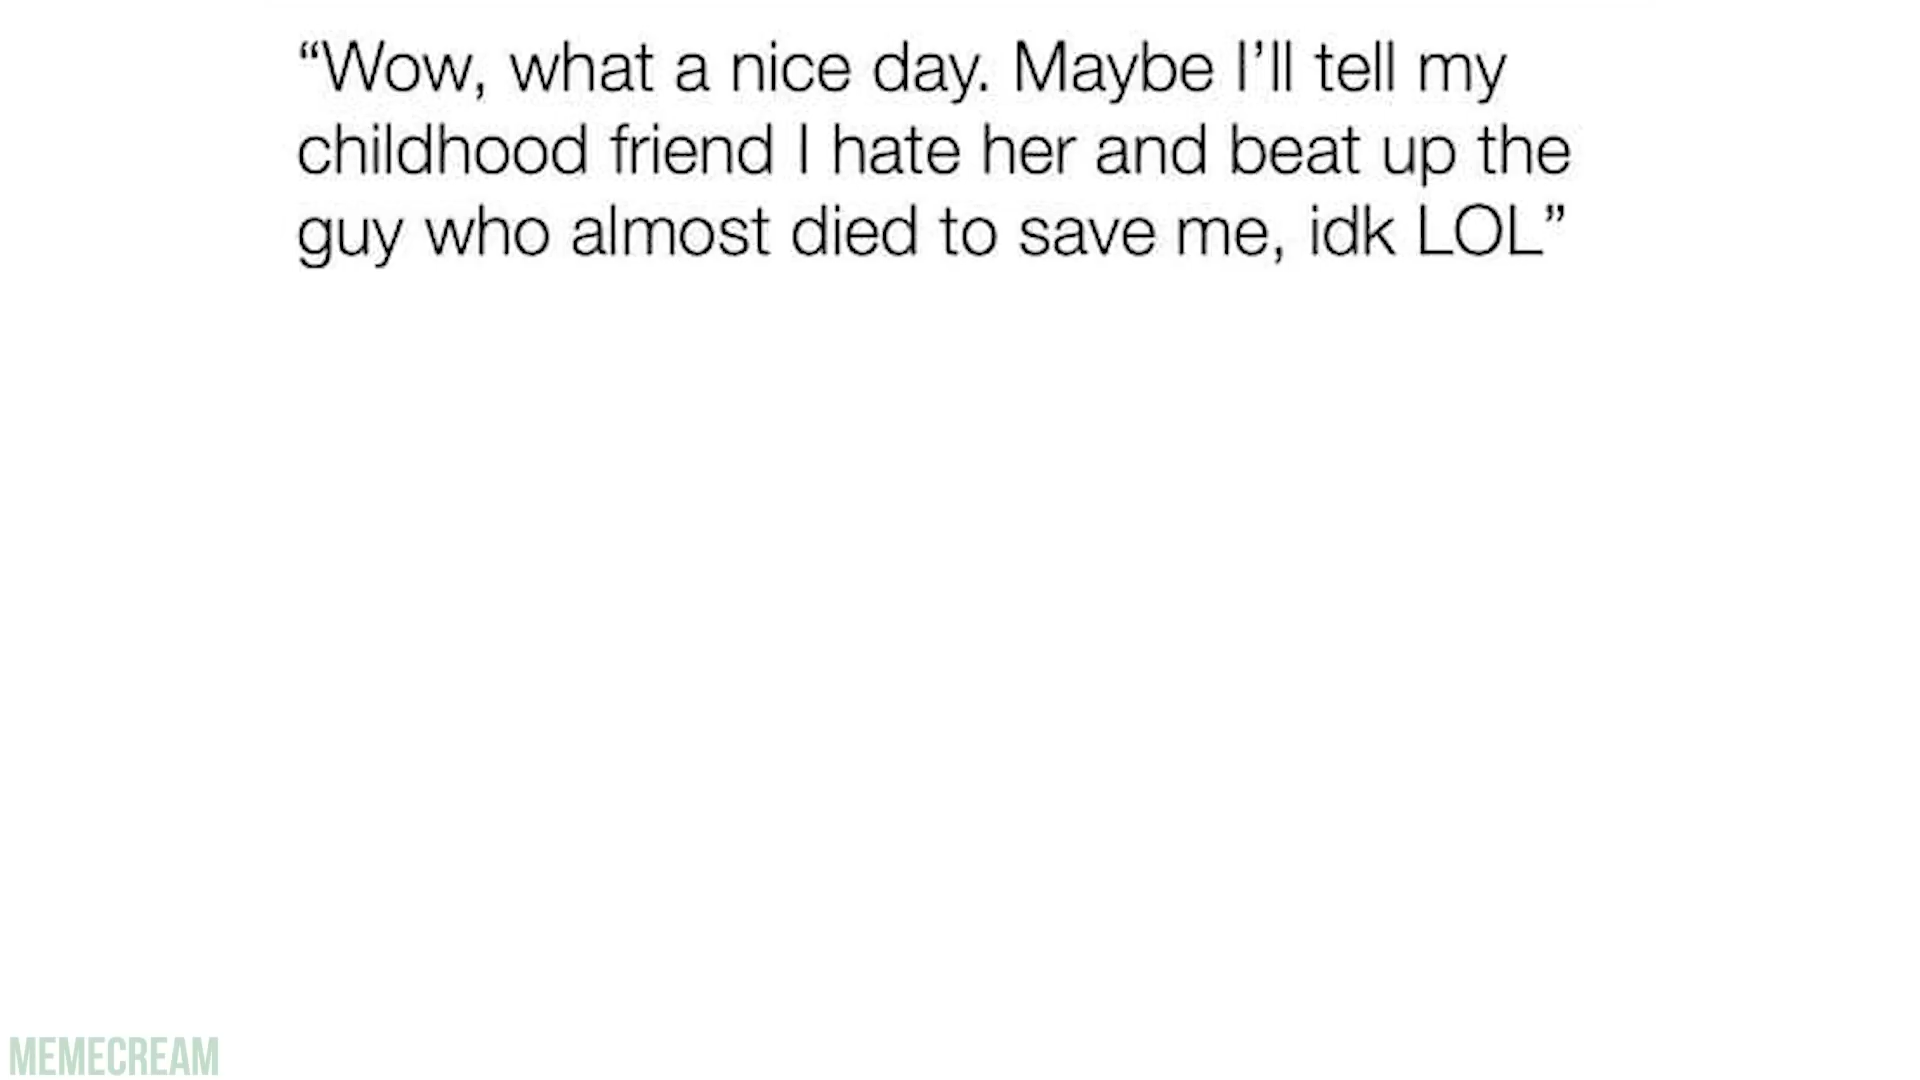 “Wow, what a nice day. Maybe I’ll tell my
childhood friend I hate her and beat up the
guy who almost died to save me, idk LOL”
MEMECREAM